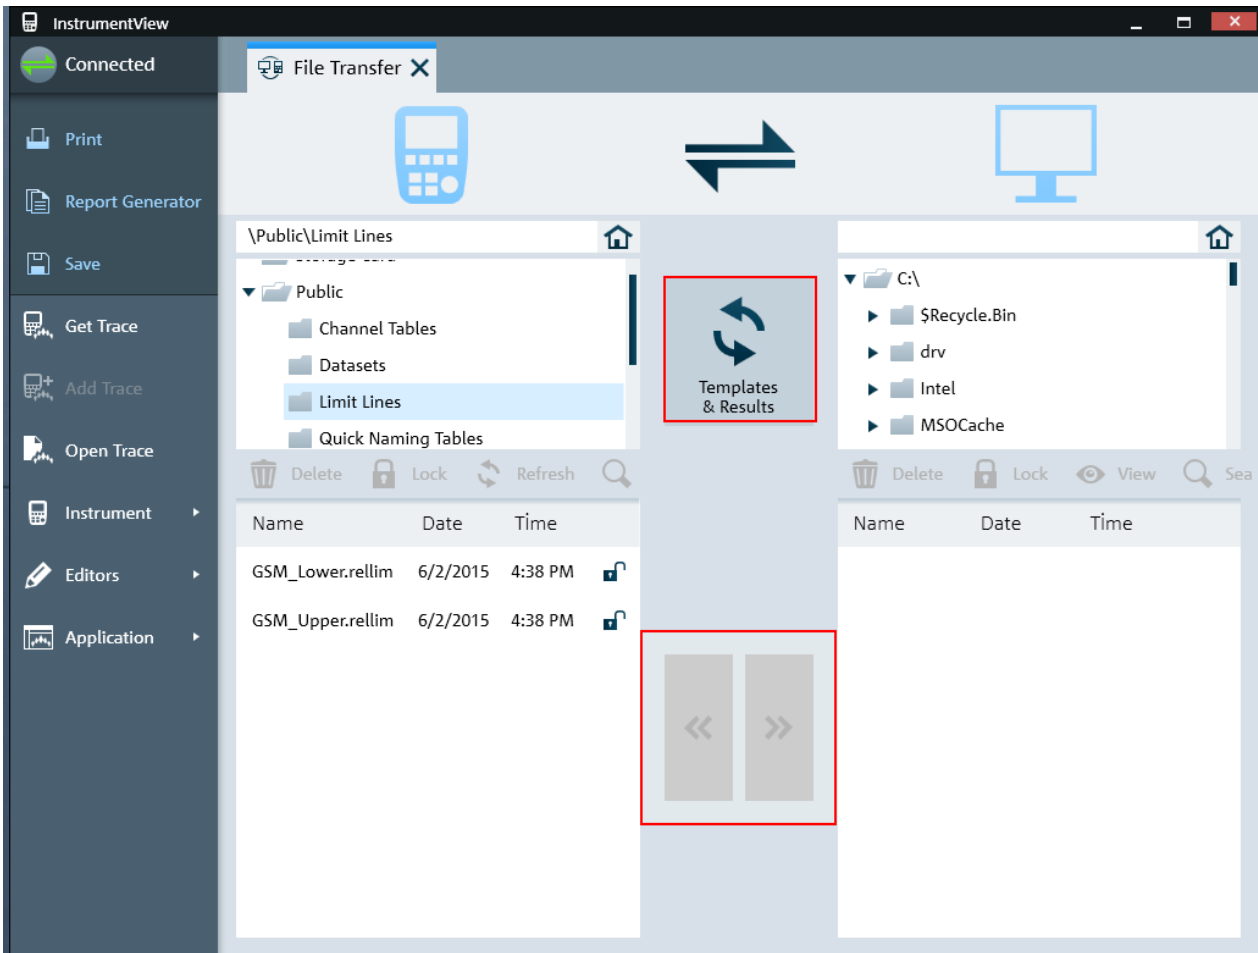 InstrumentView
Connected
File Transfer
Print
Report Generator
Save
Get Trace
Add Trace
Open Trace
Instrument
Editors
Application
\Public\Limit Lines
Public
Channel Tables
Datasets
Limit Lines
Quick Naming Tables
Delete Lock Refresh
Name Date Time
GSM_Lower.rellim 6/2/2015 4:38 PM
GSM_Upper.rellim 6/2/2015 4:38 PM
Templates
& Results
C:\
$Recycle.Bin
drv
Intel
MSOCache
Delete Lock View Sea
Name Date Time